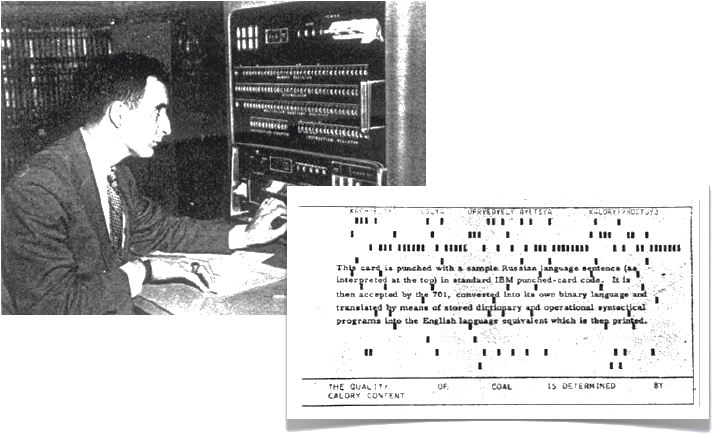 KACHYESTVO UGLYA OPRYEDYELYAYETSYA KALORYIYNOSTJYU
This card is punched with a sample Russian language sentence (as
interpreted at the top) in standard IBM punched-card code. It is
then accepted by the 701, converted into its own binary language and
translated by means of stored dictionary and operational syntactical
programs into the English language equivalent which is then printed.
THE QUALITY OF COAL IS DETERMINED BY
CALORY CONTENT